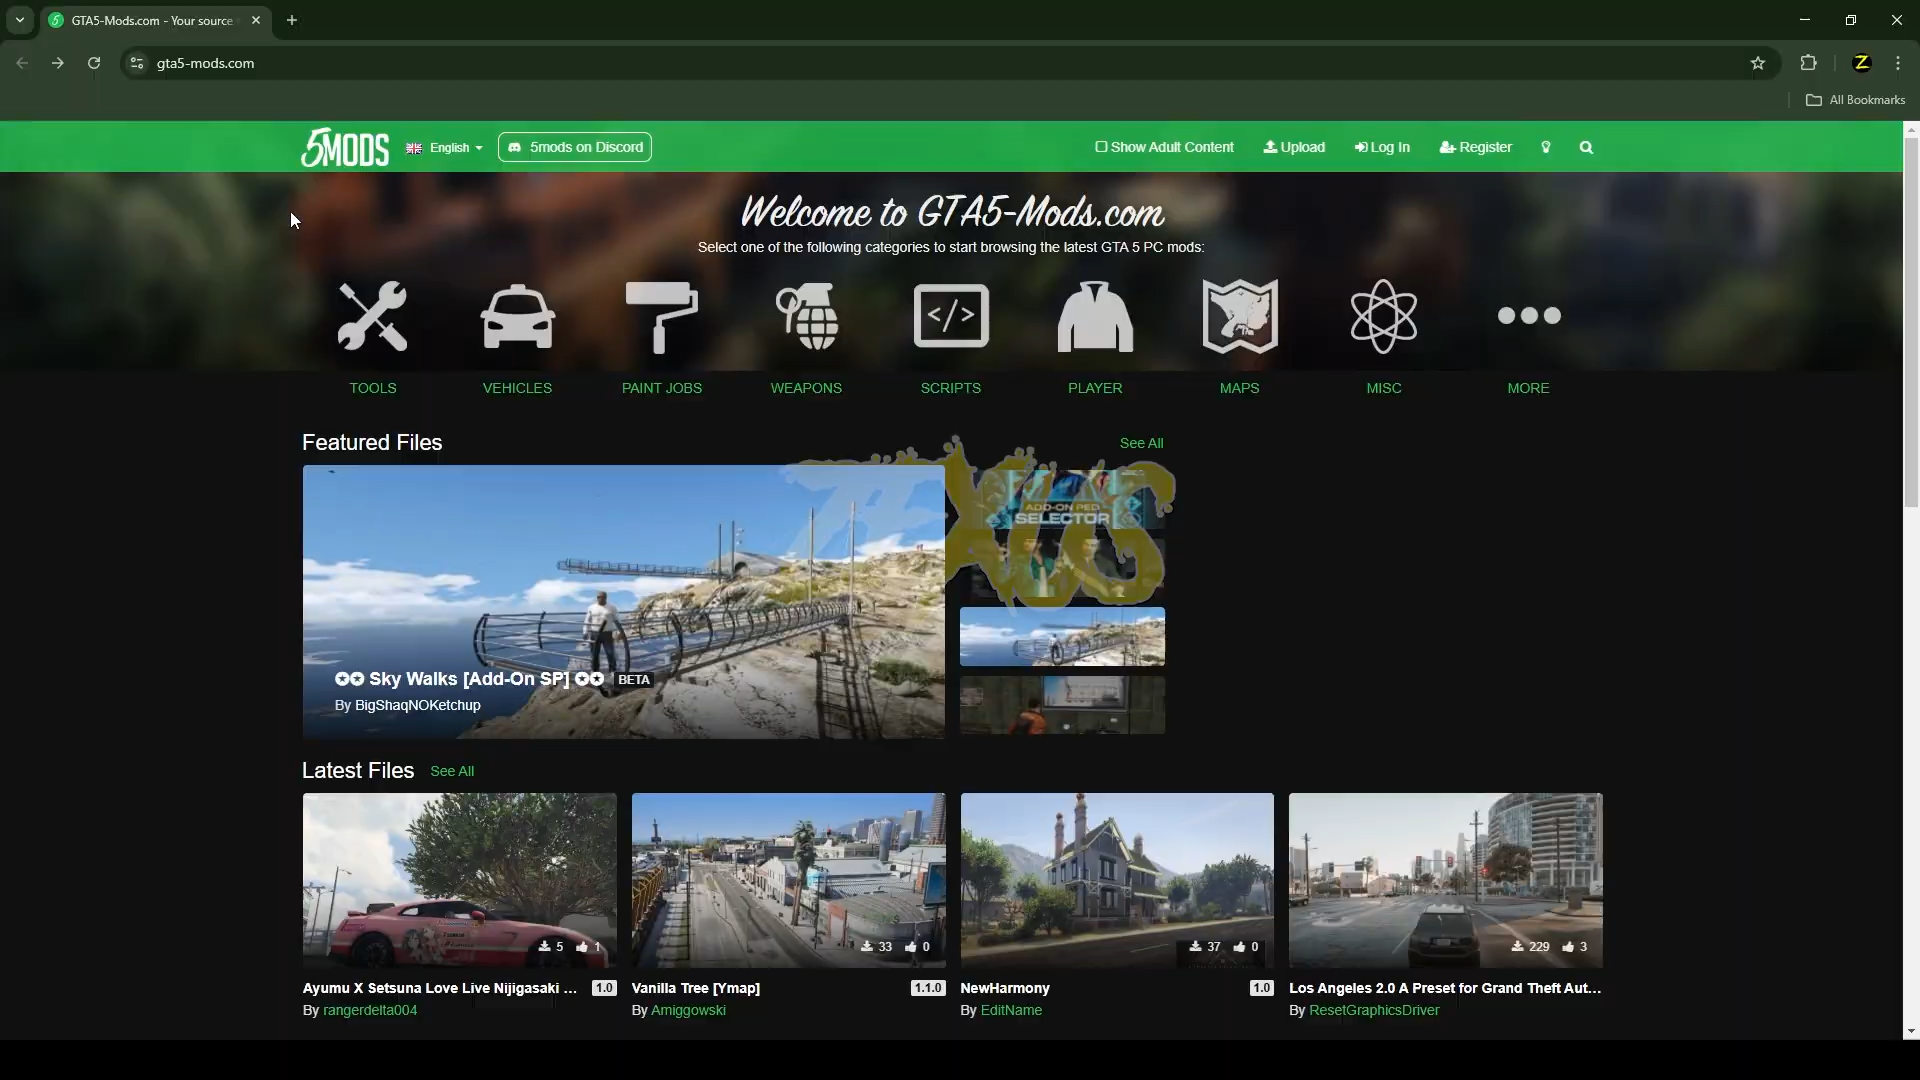 GTA5-Mods.com - Your source
gta5-mods.com
Z
All Bookmarks
5MODS
English
5mods on Discord
Show Adult Content
Upload
Log In
Register
Welcome to GTA5-Mods.com
Select one of the following categories to start browsing the latest GTA 5 PC mods:
TOOLS
VEHICLES
PAINT JOBS
WEAPONS
SCRIPTS
PLAYER
MAPS
MISC
MORE
Featured Files
See All
ADD-ON PED
SELECTOR
✪✪ Sky Walks [Add-On SP] ✪✪ BETA
By BigShaqNOKetchup
Latest Files See All
5 1
33 0
37 0
229 3
Ayumu X Setsuna Love Live Nijigasaki ... 1.0
By rangerdelta004
Vanilla Tree [Ymap] 1.1.0
By Amiggowski
NewHarmony 1.0
By EditName
Los Angeles 2.0 A Preset for Grand Theft Aut...
By ResetGraphicsDriver